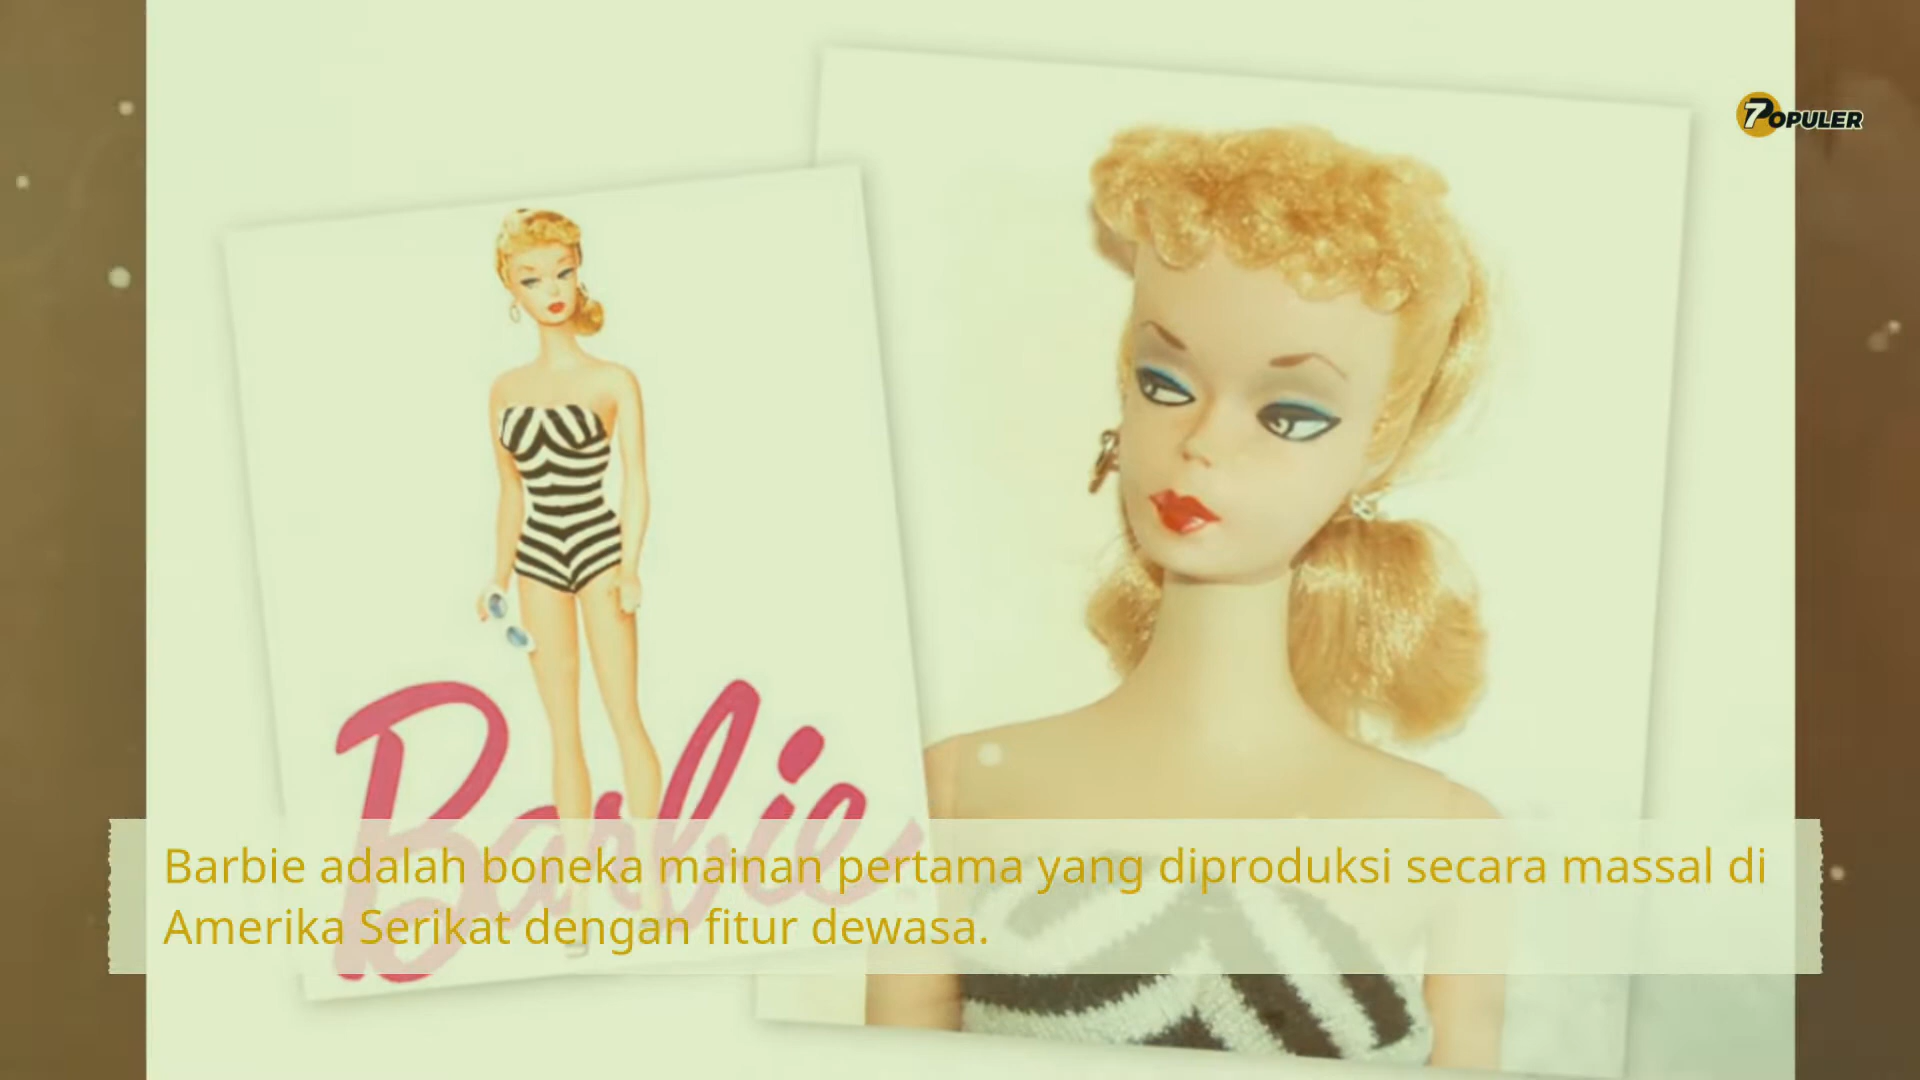 7POPULER
Barbie
Barbie adalah boneka mainan pertama yang diproduksi secara massal di
Amerika Serikat dengan fitur dewasa.